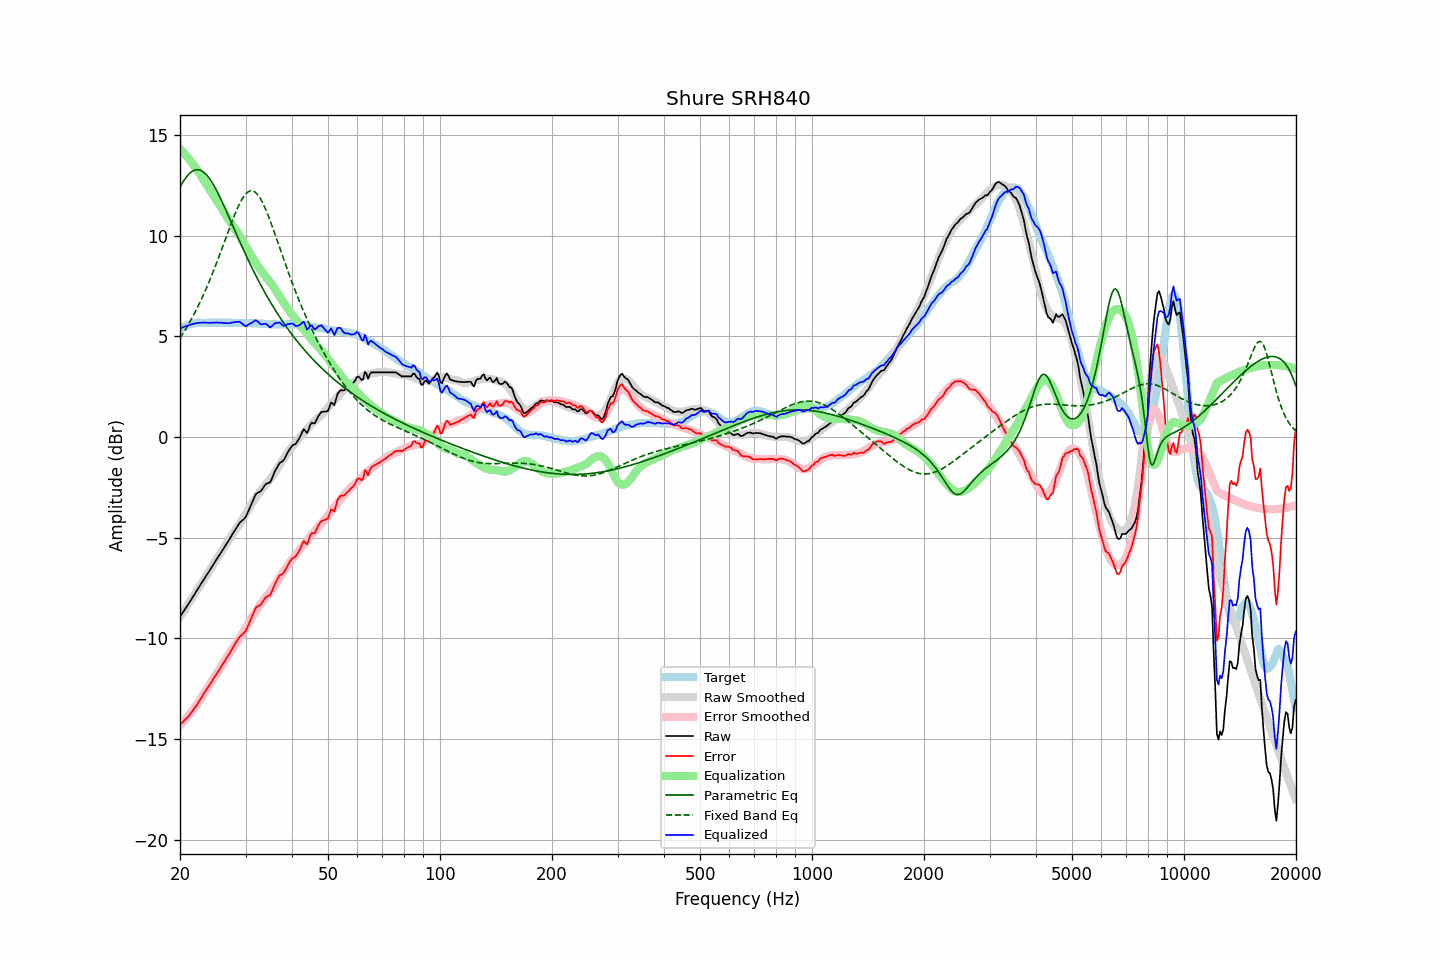 Shure SRH840
15
10
5
0
−5
−10
−15
−20
Amplitude (dBr)
20
50
100
200
500
1000
2000
5000
10000
20000
Frequency (Hz)
Target
Raw Smoothed
Error Smoothed
Raw
Error
Equalization
Parametric Eq
Fixed Band Eq
Equalized